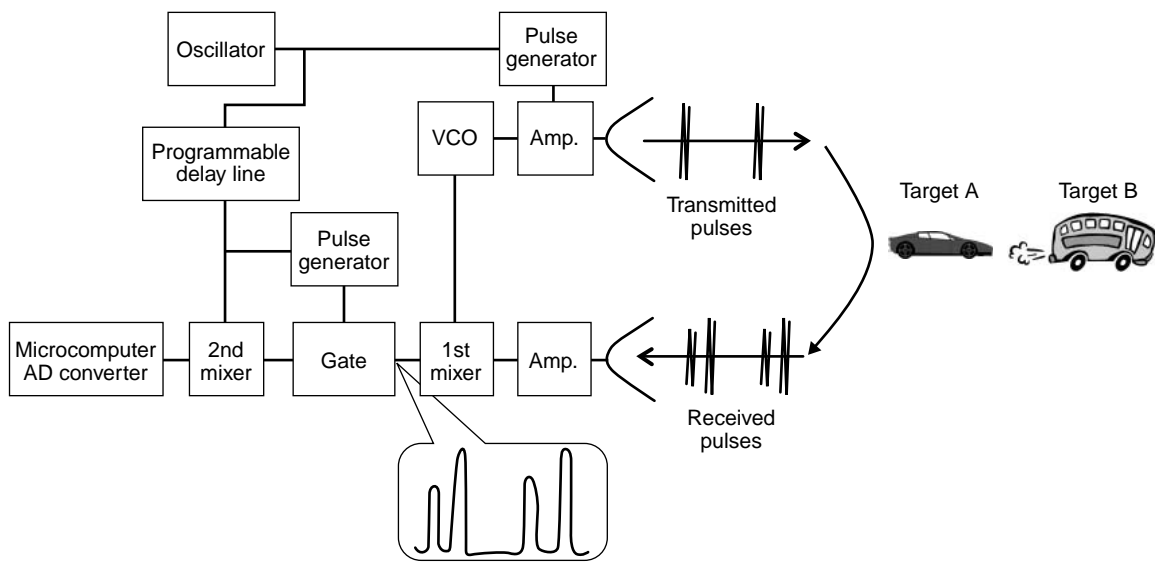 Oscillator
Pulse
generator
Programmable
delay line
VCO
Amp.
Transmitted
pulses
Target A
Target B
Pulse
generator
Microcomputer
AD converter
2nd
mixer
Gate
1st
mixer
Amp.
Received
pulses